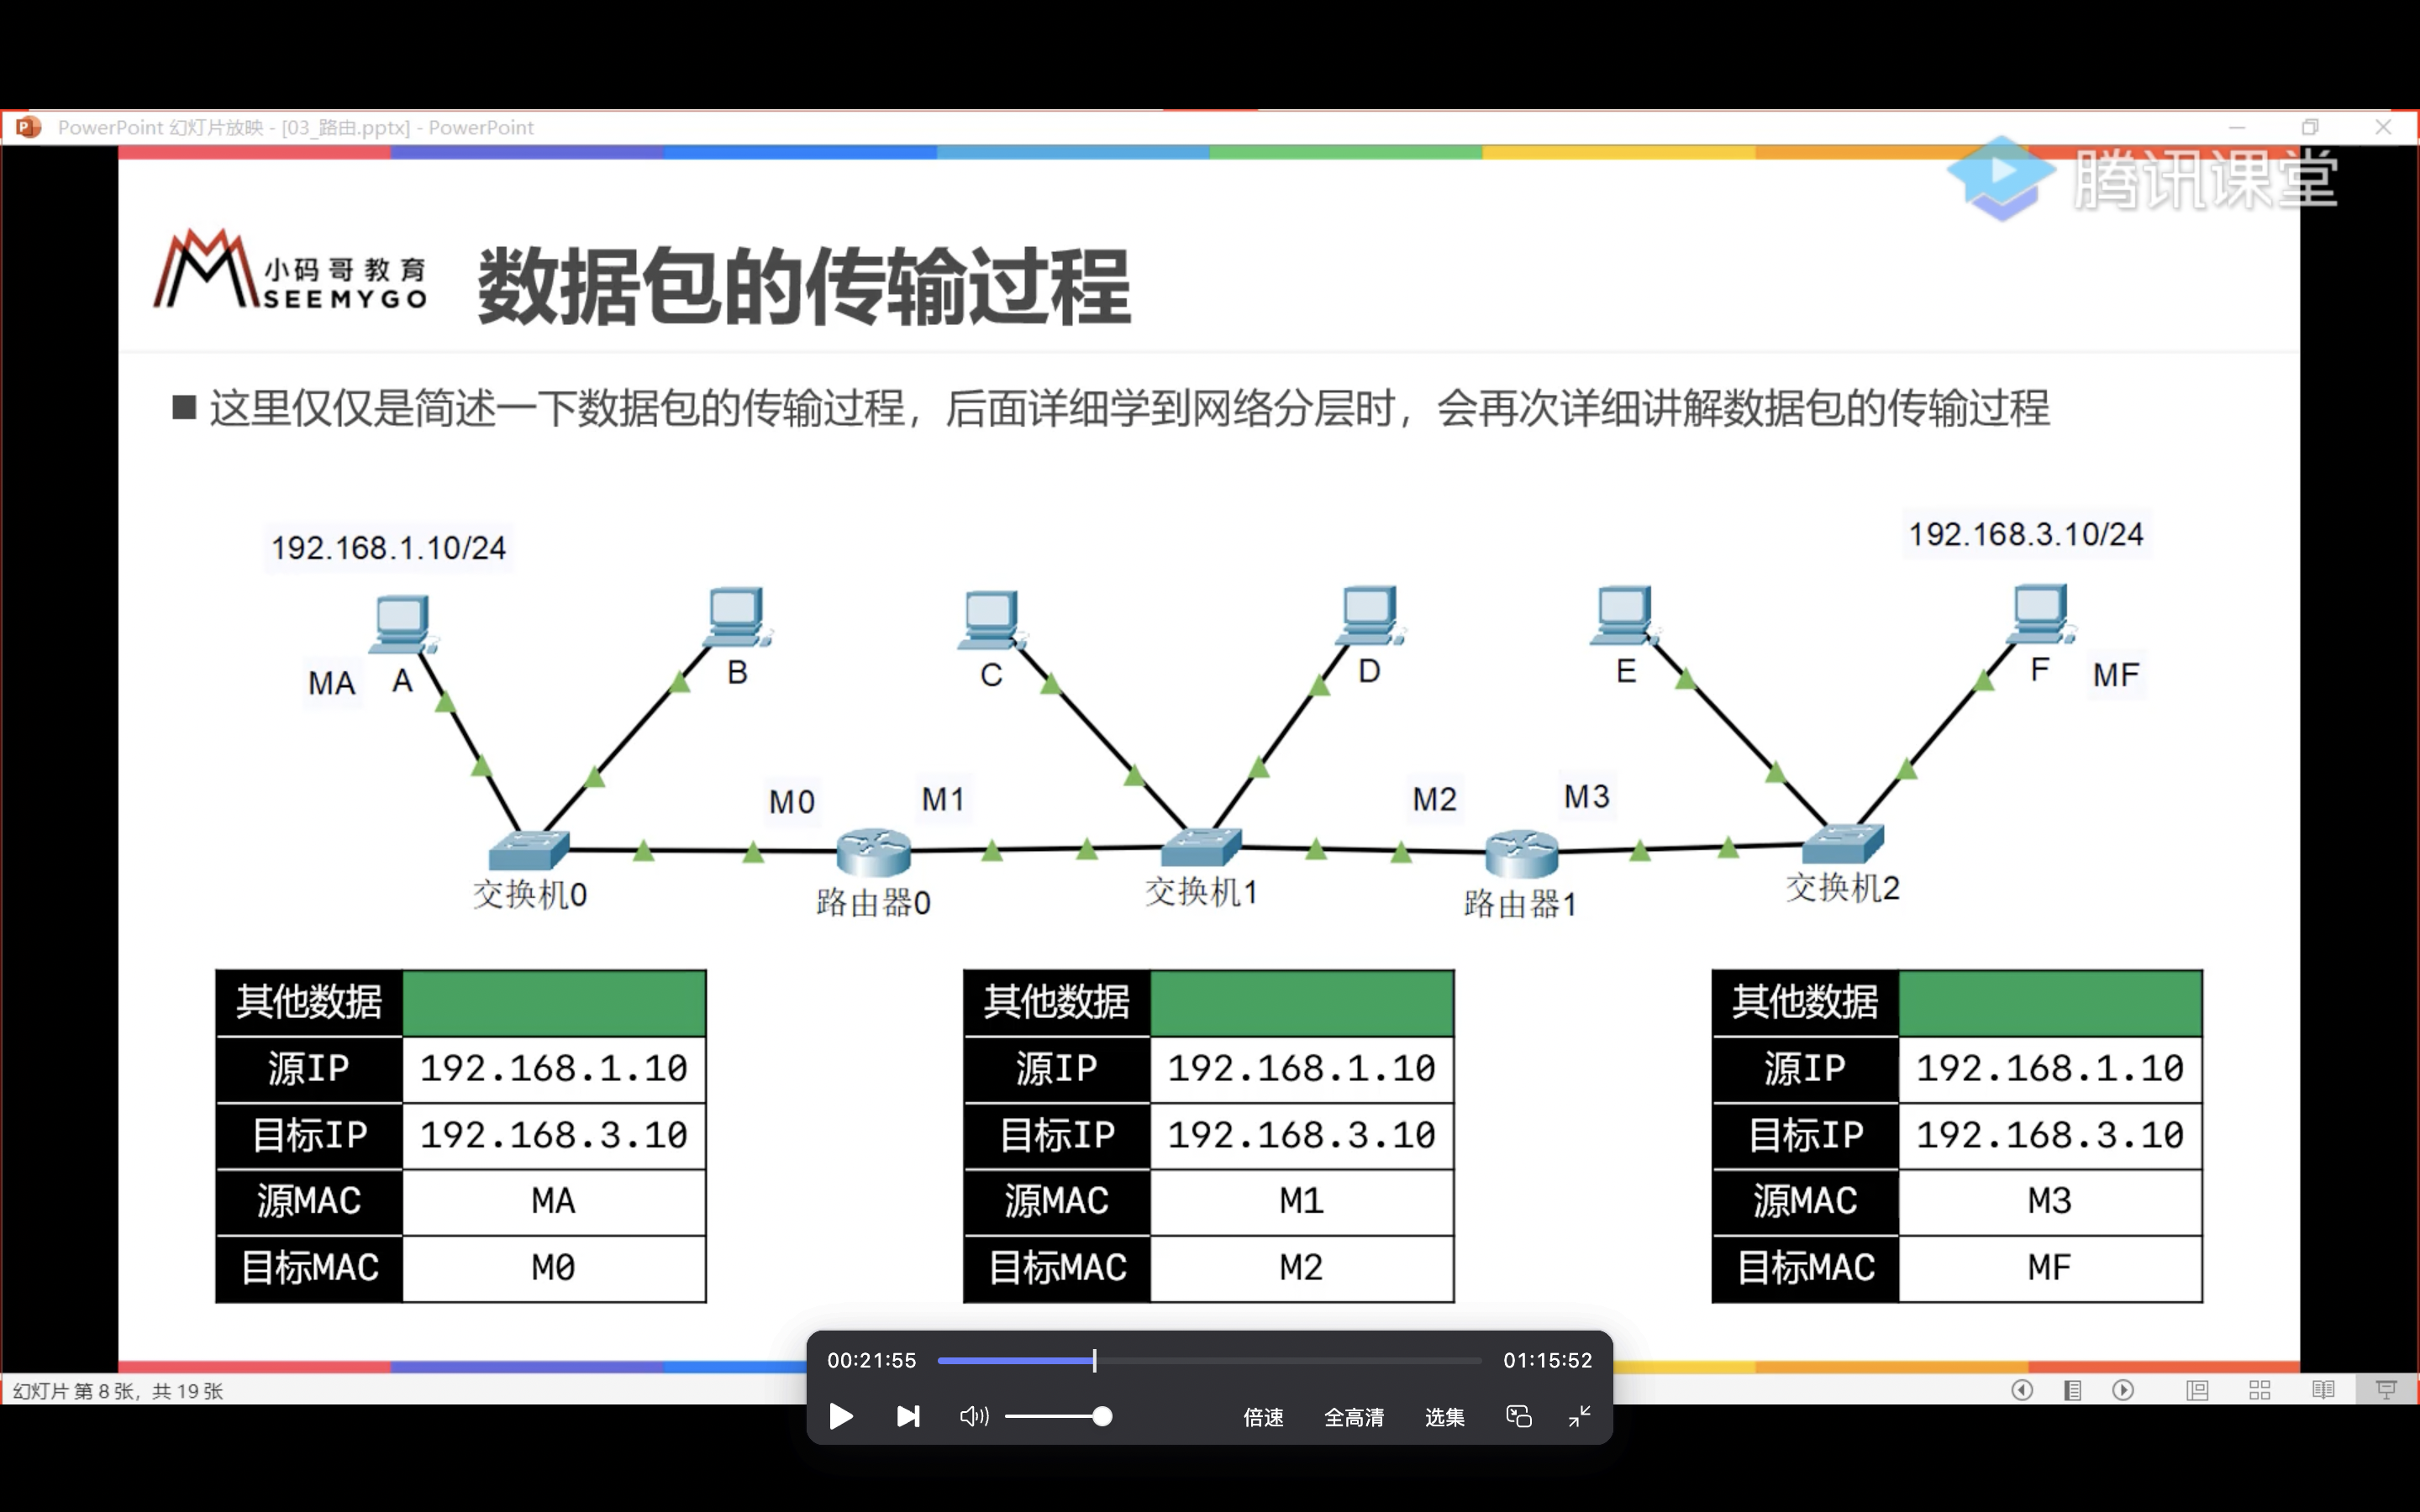 PowerPoint 幻灯片放映 - [03_路由.pptx] - PowerPoint
腾讯课堂
小码哥教育
SEEMYGO
数据包的传输过程
■ 这里仅仅是简述一下数据包的传输过程，后面详细学到网络分层时，会再次详细讲解数据包的传输过程
192.168.1.10/24
192.168.3.10/24
MA A B C D E F MF
M0 M1 M2 M3
交换机0 路由器0 交换机1 路由器1 交换机2
其他数据
源IP 192.168.1.10
目标IP 192.168.3.10
源MAC MA
目标MAC M0
其他数据
源IP 192.168.1.10
目标IP 192.168.3.10
源MAC M1
目标MAC M2
其他数据
源IP 192.168.1.10
目标IP 192.168.3.10
源MAC M3
目标MAC MF
00:21:55 01:15:52
倍速 全高清 选集
幻灯片 第 8 张，共 19 张